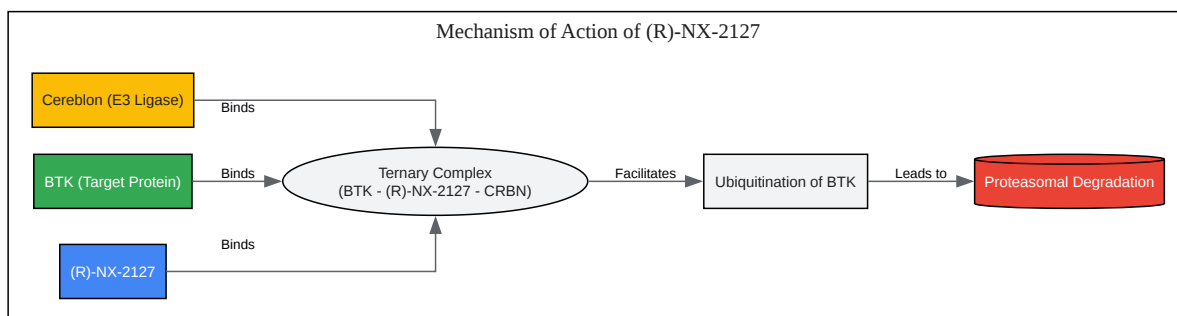 Mechanism of Action of (R)-NX-2127
Cereblon (E3 Ligase)
Binds
BTK (Target Protein)
Binds
(R)-NX-2127
Binds
Ternary Complex
(BTK - (R)-NX-2127 - CRBN)
Facilitates
Ubiquitination of BTK
Leads to
Proteasomal Degradation